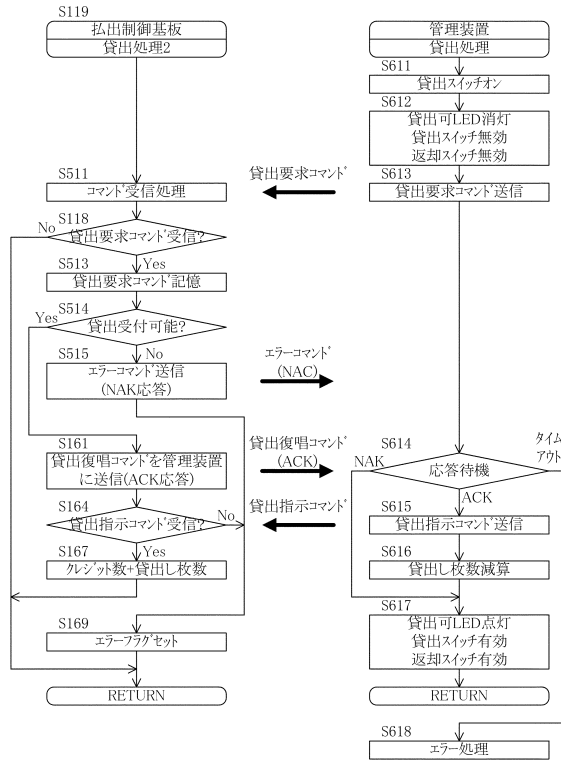 S119
払出制御基板
貸出処理2
管理装置
貸出処理
S611
貸出スイッチオン
S612
貸出可LED消灯
貸出スイッチ無効
返却スイッチ無効
S511
コマンド受信処理
貸出要求コマンド
S613
貸出要求コマンド送信
S118
No
貸出要求コマンド受信?
Yes
S513
貸出要求コマンド記憶
S514
Yes
貸出受付可能?
No
S515
エラーコマンド送信
(NAK応答)
エラーコマンド
(NAC)
S161
貸出復唱コマンドを管理装置
に送信(ACK応答)
貸出復唱コマンド
(ACK)
S614
NAK
応答待機
タイム
アウト
ACK
S164
貸出指示コマンド受信?
No
Yes
貸出指示コマンド
S615
貸出指示コマンド送信
S167
クレジット数+貸出し枚数
S616
貸出し枚数減算
S169
エラーフラグセット
S617
貸出可LED点灯
貸出スイッチ有効
返却スイッチ有効
RETURN
RETURN
S618
エラー処理